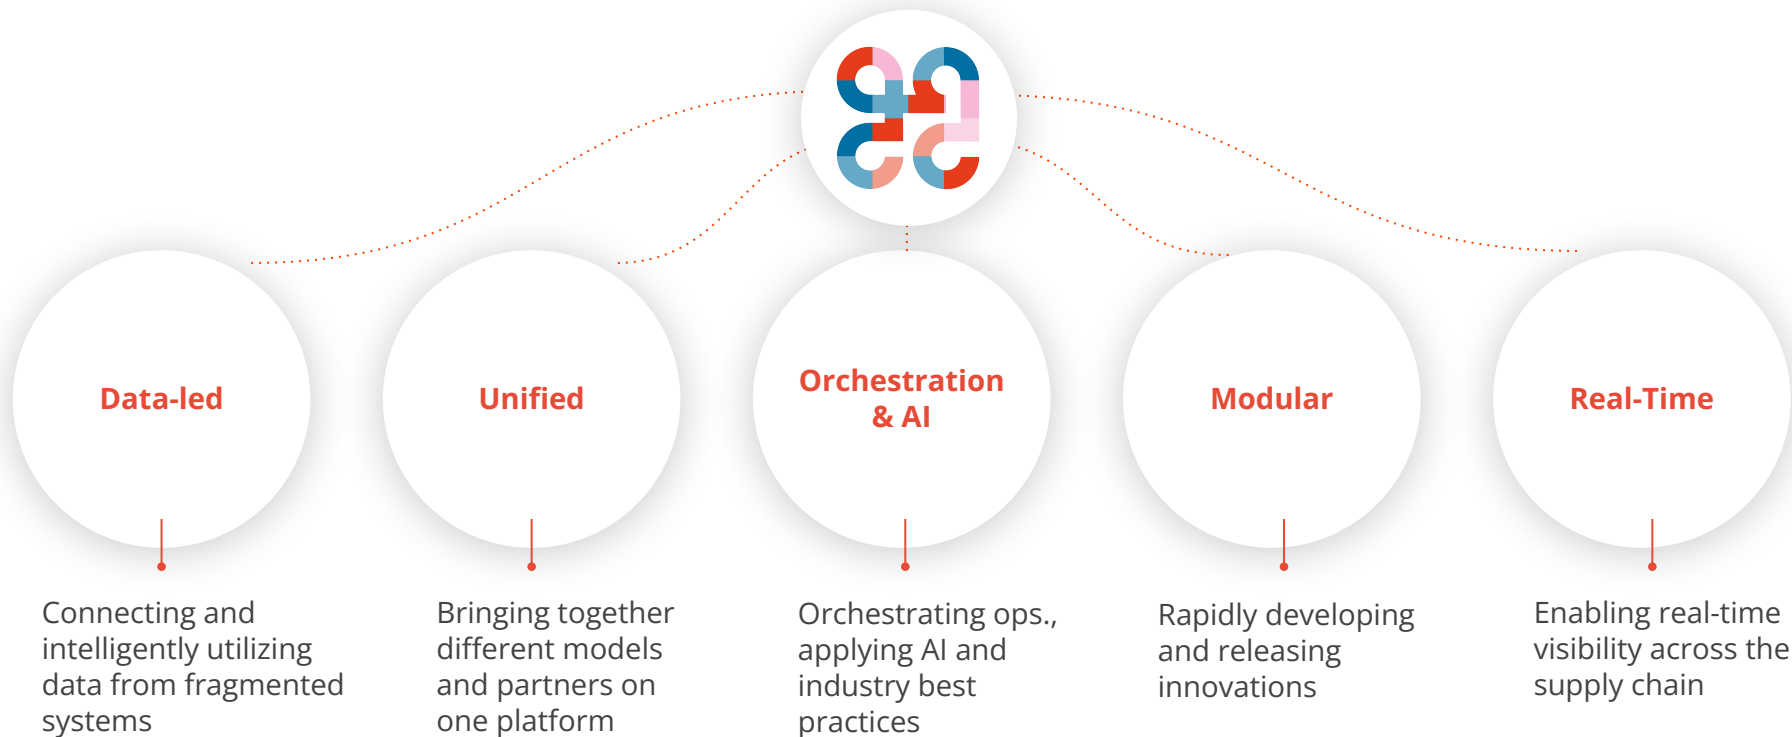 Data-led
Unified
Orchestration
& AI
Modular
Real-Time
Connecting and
intelligently utilizing
data from fragmented
systems
Bringing together
different models
and partners on
one platform
Orchestrating ops.,
applying AI and
industry best
practices
Rapidly developing
and releasing
innovations
Enabling real-time
visibility across the
supply chain